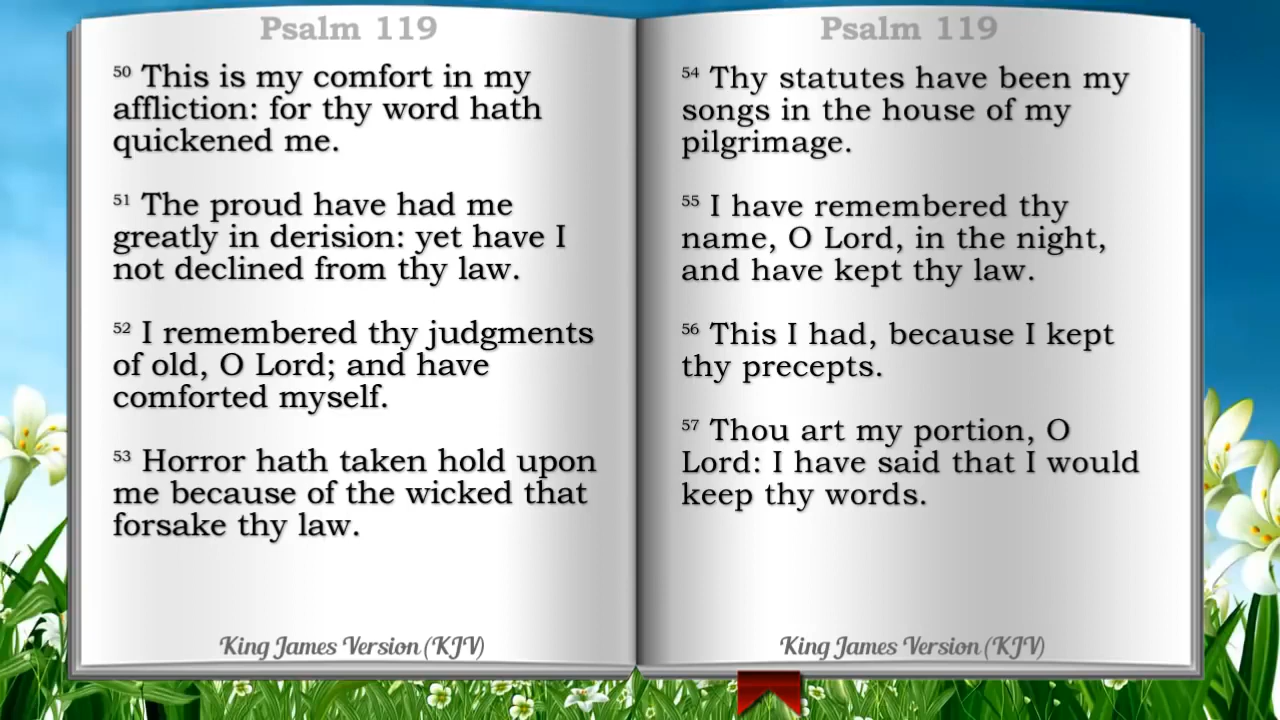 Psalm 119
50 This is my comfort in my
affliction: for thy word hath
quickened me.
51 The proud have had me
greatly in derision: yet have I
not declined from thy law.
52 I remembered thy judgments
of old, O Lord; and have
comforted myself.
53 Horror hath taken hold upon
me because of the wicked that
forsake thy law.
King James Version (KJV)
Psalm 119
54 Thy statutes have been my
songs in the house of my
pilgrimage.
55 I have remembered thy
name, O Lord, in the night,
and have kept thy law.
56 This I had, because I kept
thy precepts.
57 Thou art my portion, O
Lord: I have said that I would
keep thy words.
King James Version (KJV)